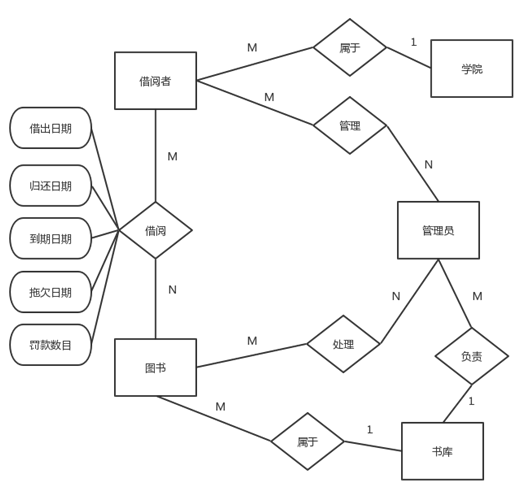 M
属于
1
学院
借阅者
M
管理
借出日期
M
N
归还日期
借阅
管理员
到期日期
拖欠日期
N
N
M
罚款数目
M
处理
负责
图书
M
1
1
属于
书库